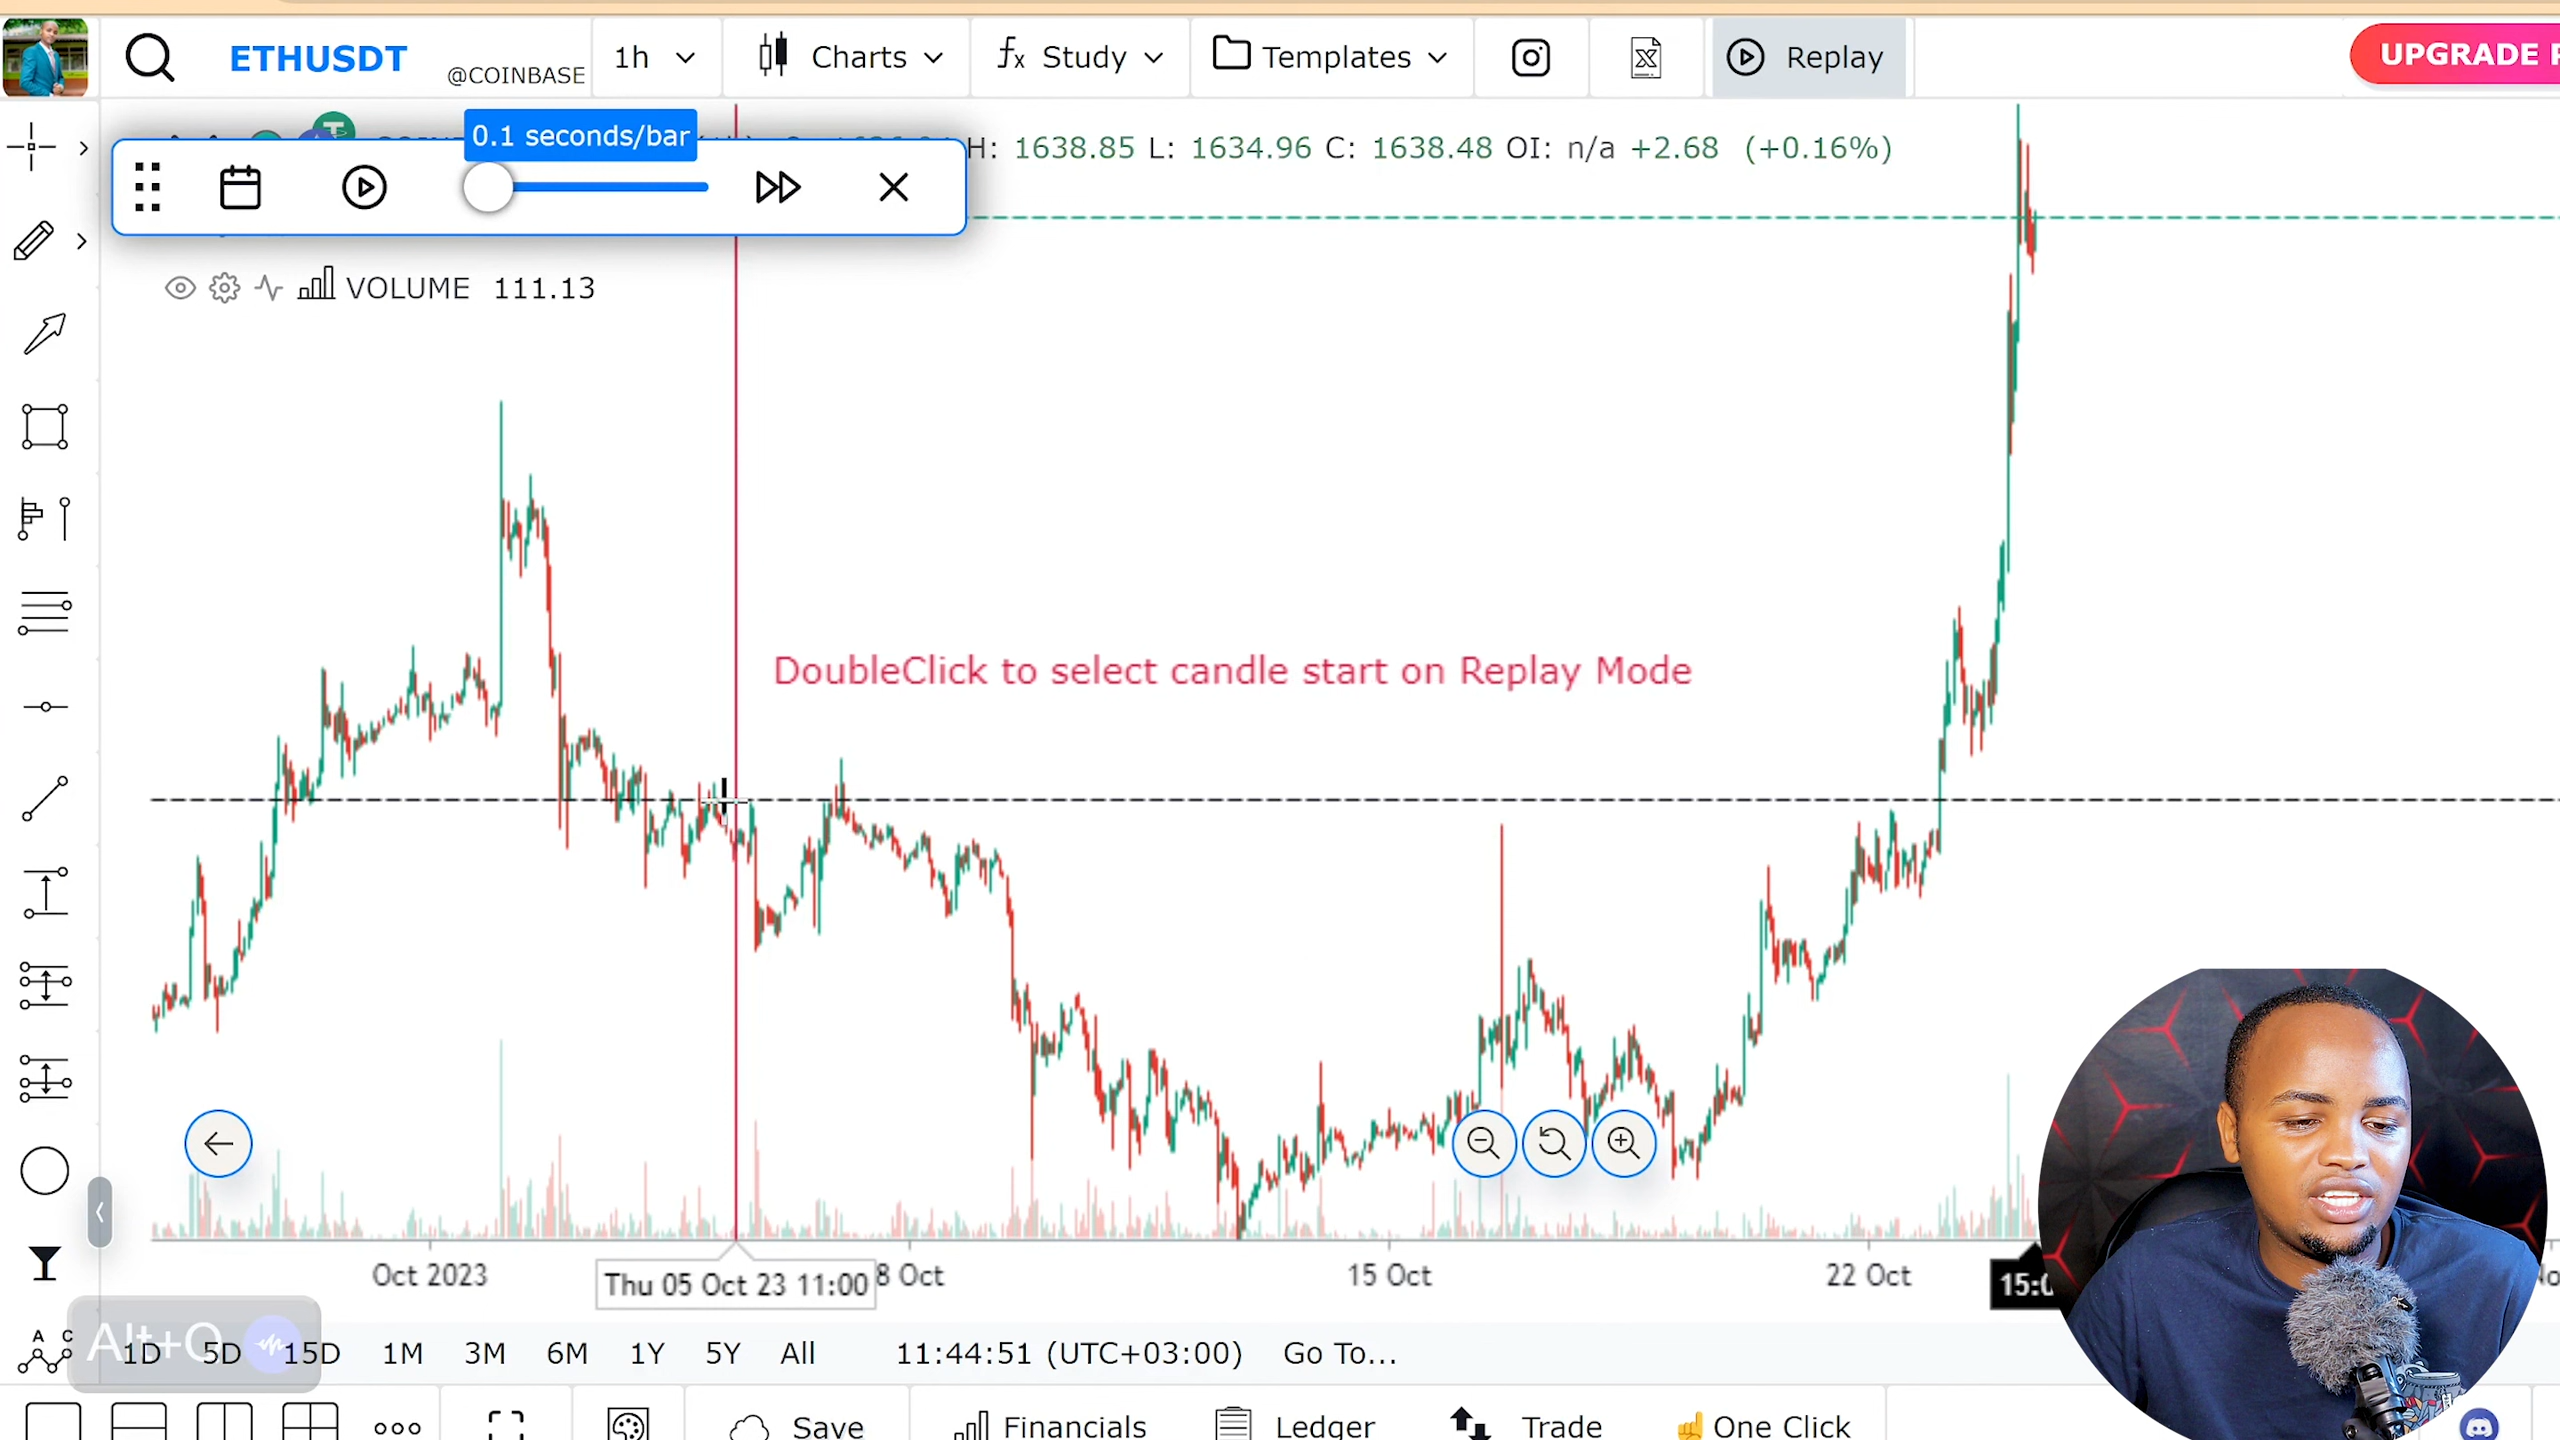 ETHUSDT @COINBASE 1h Charts fx Study Templates Replay UPGRADE
0.1 seconds/bar
H: 1638.85 L: 1634.96 C: 1638.48 OI: n/a +2.68 (+0.16%)
VOLUME 111.13
DoubleClick to select candle start on Replay Mode
Oct 2023 Thu 05 Oct 23 11:00 8 Oct 15 Oct 22 Oct
Alt+Q
1D 5D 15D 1M 3M 6M 1Y 5Y All 11:44:51 (UTC+03:00) Go To...
A C
Save Financials Ledger Trade One Click